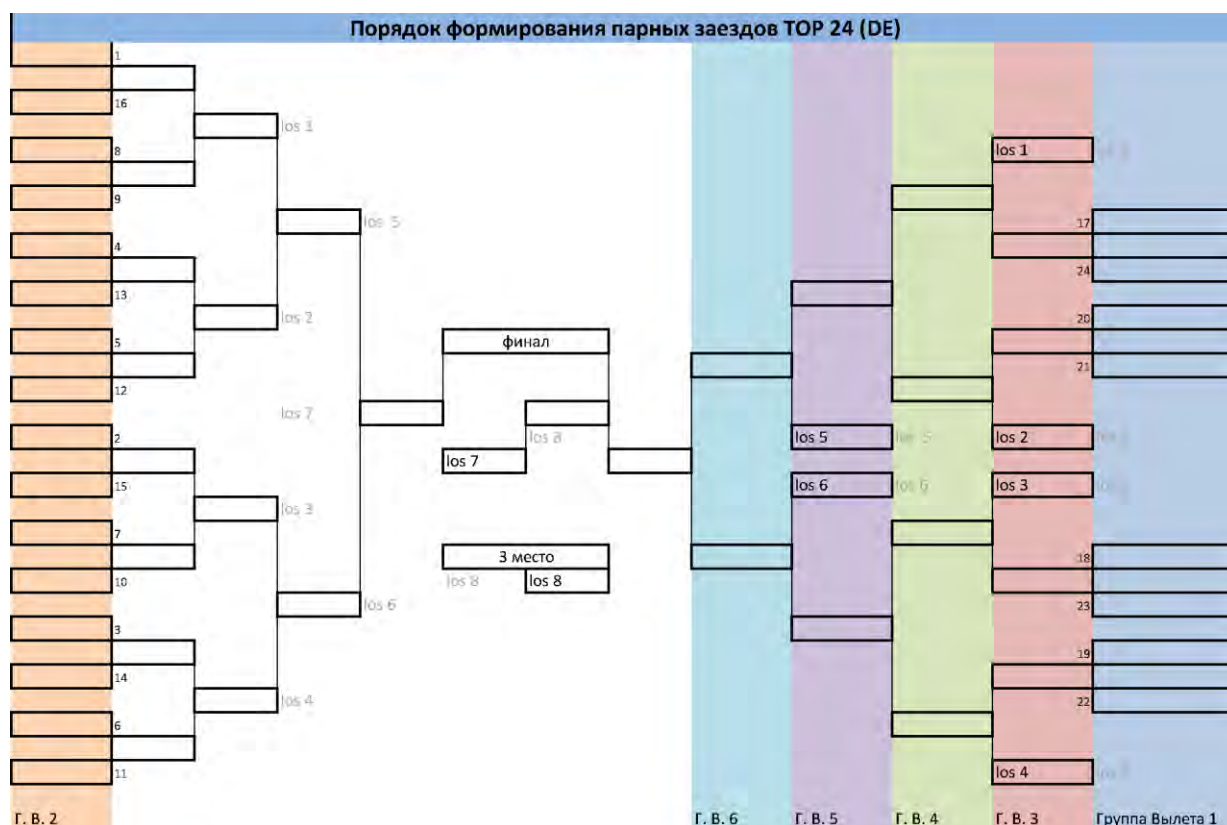 Порядок формирования парных заездов TOP 24 (DE)
1
16
los 1
8 los 1
9
los 5 17
4
24
13
los 2 20
5 финал
21
12
los 7
2 los 8 los 5 los 5 los 2
los 7
15 los 6 los 6 los 3
los 3
7
3 место 18
10 los 8 los 8
los 6 23
3
19
14
los 4 22
6
11 los 4
Г. В. 2 Г. В. 6 Г. В. 5 Г. В. 4 Г. В. 3 Группа Вылета 1